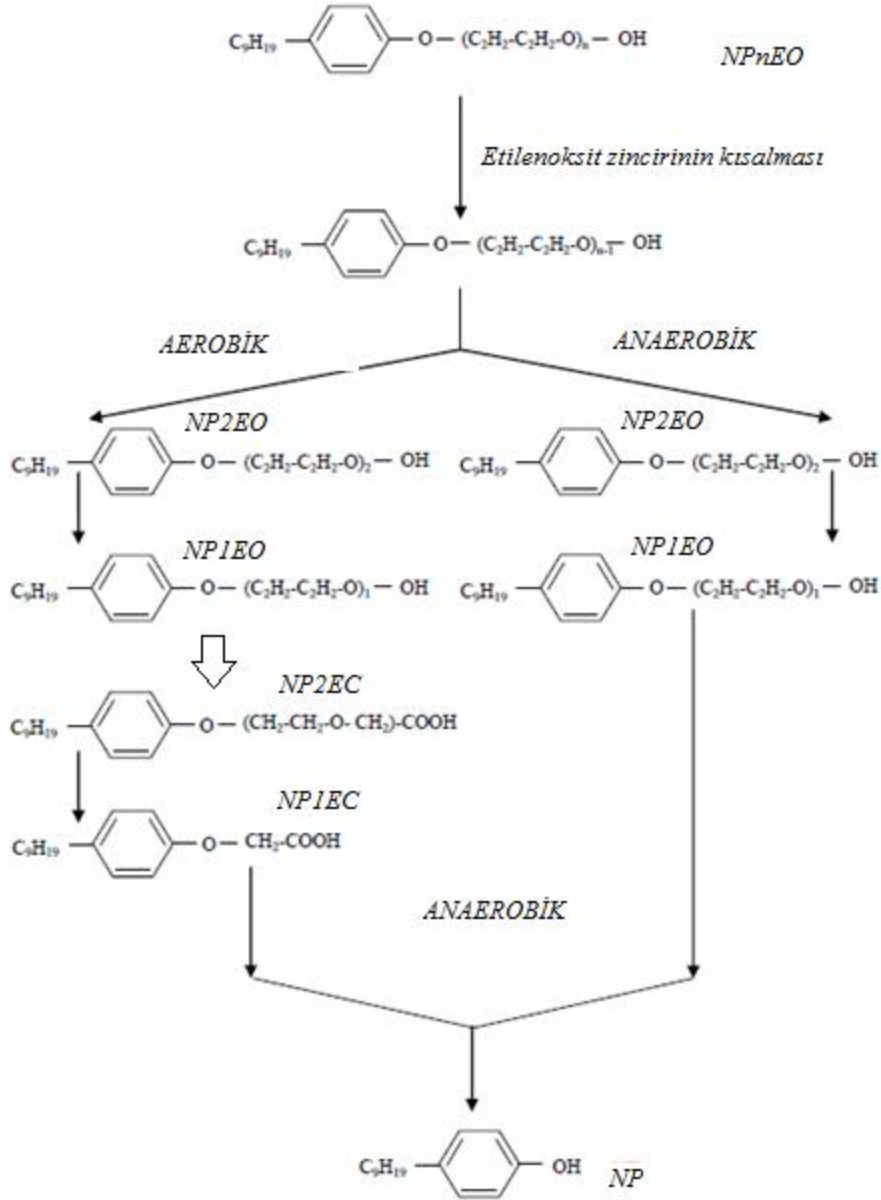 C₉H₁₉ O — (C₂H₂-C₂H₂-O)ₙ — OH
NPnEO
Etilenoksit zincirinin kısalması
C₉H₁₉ O — (C₂H₂-C₂H₂-O)ₙ₋₁— OH
AEROBİK ANAEROBİK
NP2EO NP2EO
C₉H₁₉ O — (C₂H₂-C₂H₂-O)₂— OH C₉H₁₉ O — (C₂H₂-C₂H₂-O)₂— OH
NP1EO NP1EO
C₉H₁₉ O — (C₂H₂-C₂H₂-O)₁— OH C₉H₁₉ O — (C₂H₂-C₂H₂-O)₁— OH
NP2EC
C₉H₁₉ O — (CH₂-CH₂-O- CH₂)-COOH
NP1EC
C₉H₁₉ O — CH₂-COOH
ANAEROBİK
C₉H₁₉ OH NP